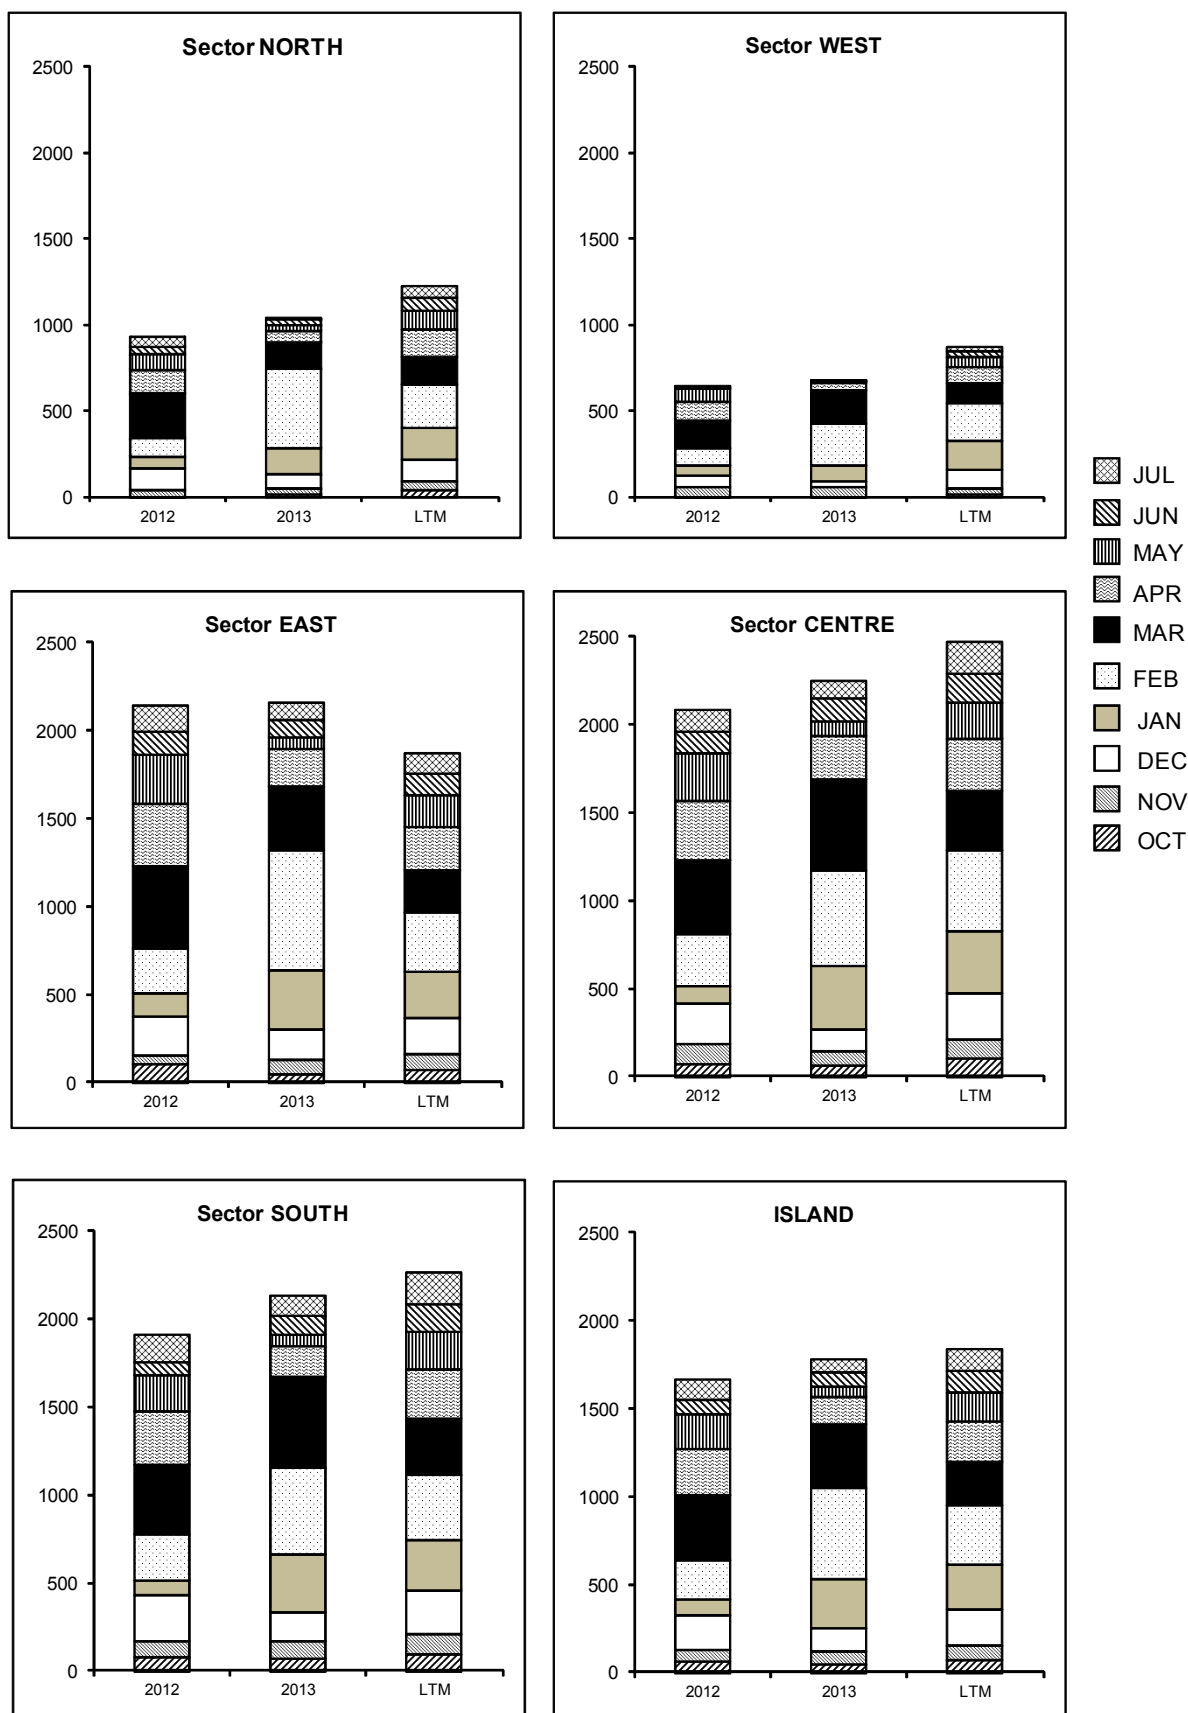 Sector NORTH
2500
2000
1500
1000
500
0
2012 2013 LTM
Sector WEST
2500
2000
1500
1000
500
0
2012 2013 LTM
JUL
JUN
MAY
APR
MAR
FEB
JAN
DEC
NOV
OCT
Sector EAST
2500
2000
1500
1000
500
0
2012 2013 LTM
Sector CENTRE
2500
2000
1500
1000
500
0
2012 2013 LTM
Sector SOUTH
2500
2000
1500
1000
500
0
2012 2013 LTM
ISLAND
2500
2000
1500
1000
500
0
2012 2013 LTM